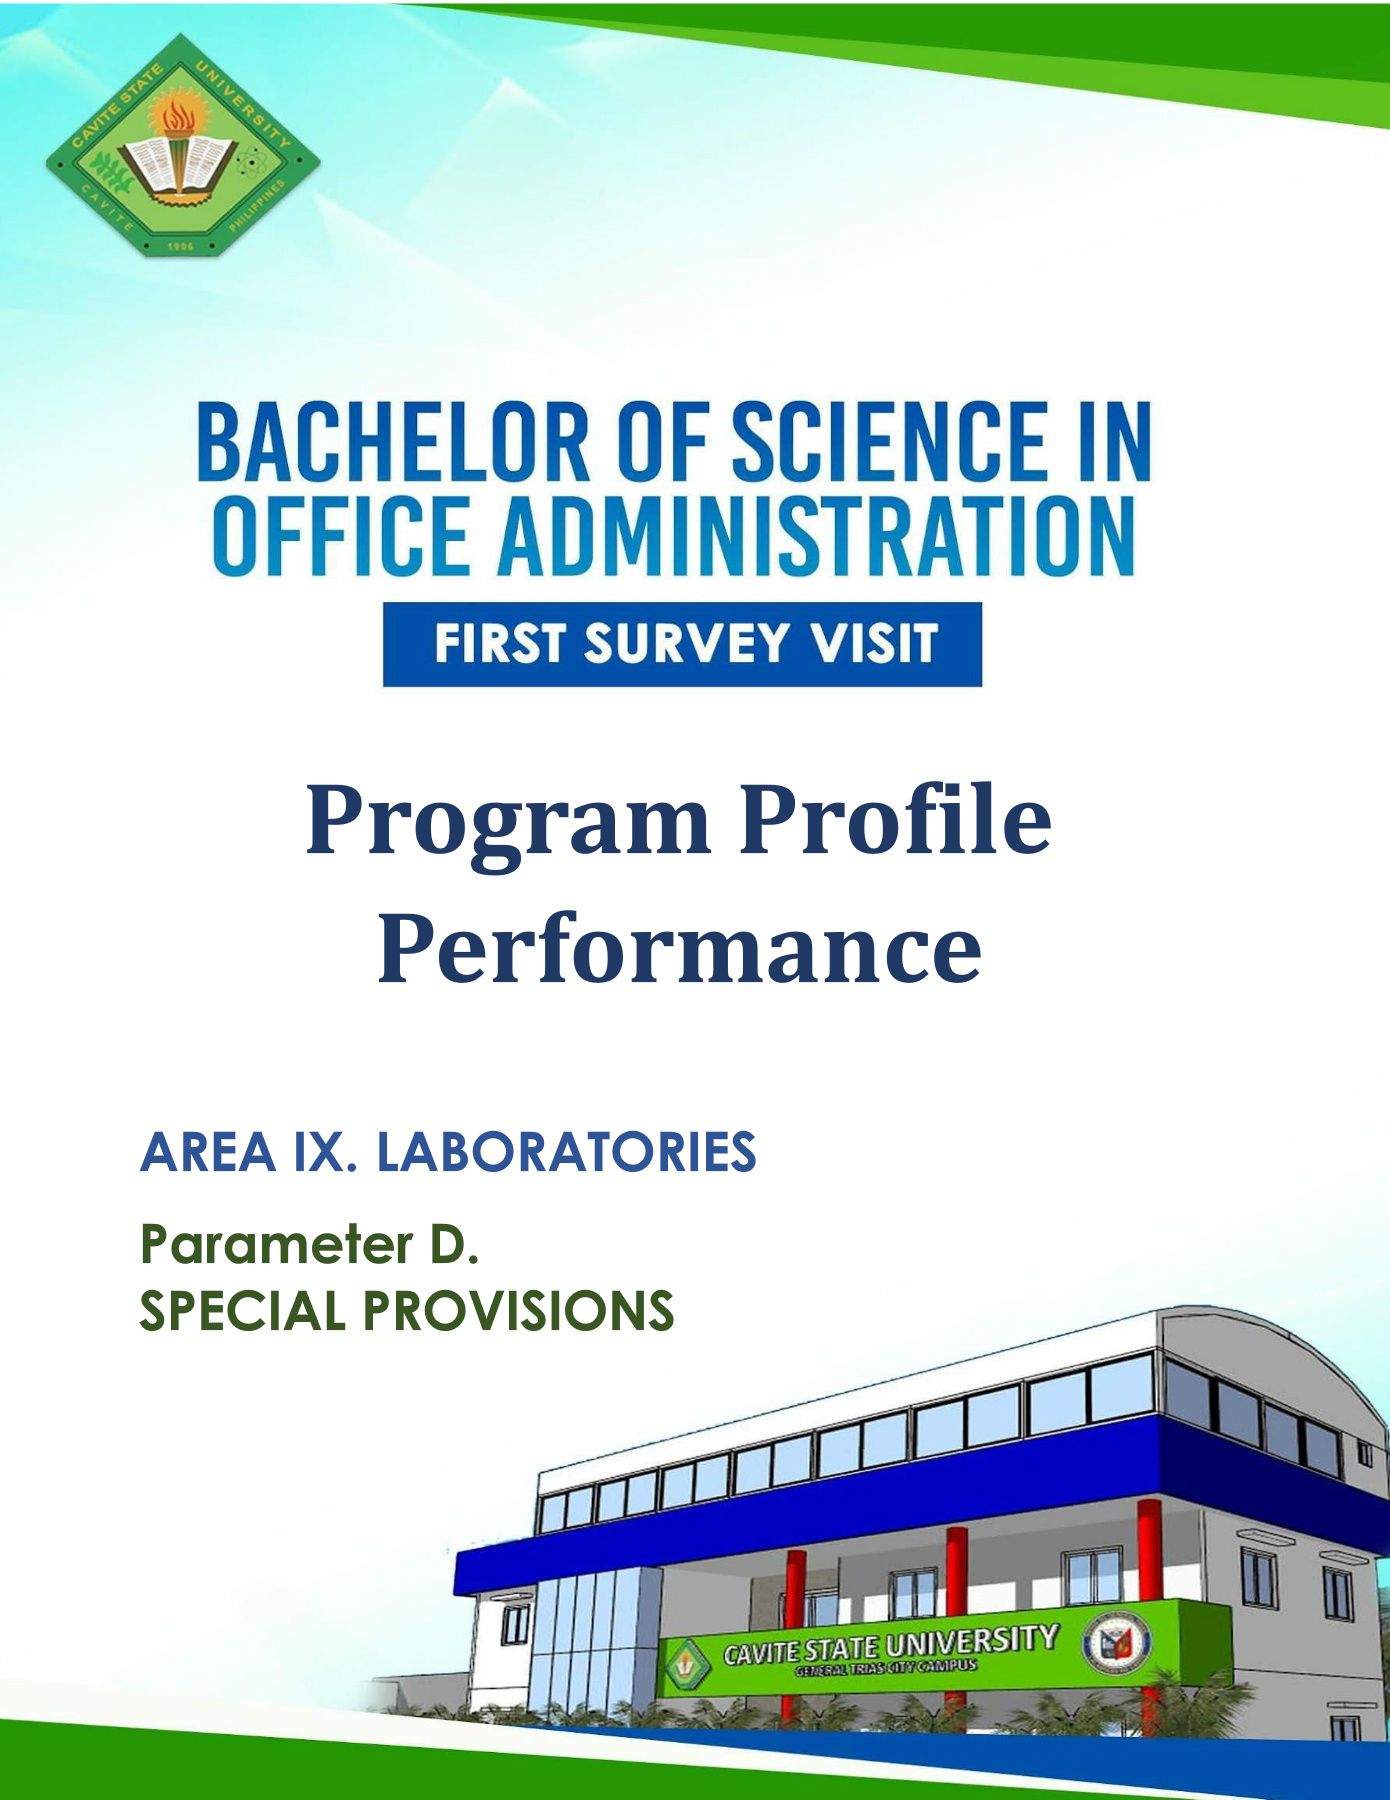 CAVITE STATE UNIVERSITY
CAVITE
1906
PHILIPPINES
BACHELOR OF SCIENCE IN
OFFICE ADMINISTRATION
FIRST SURVEY VISIT
Program Profile
Performance
AREA IX. LABORATORIES
Parameter D.
SPECIAL PROVISIONS
CAVITE STATE UNIVERSITY
GENERAL TRIAS CITY CAMPUS